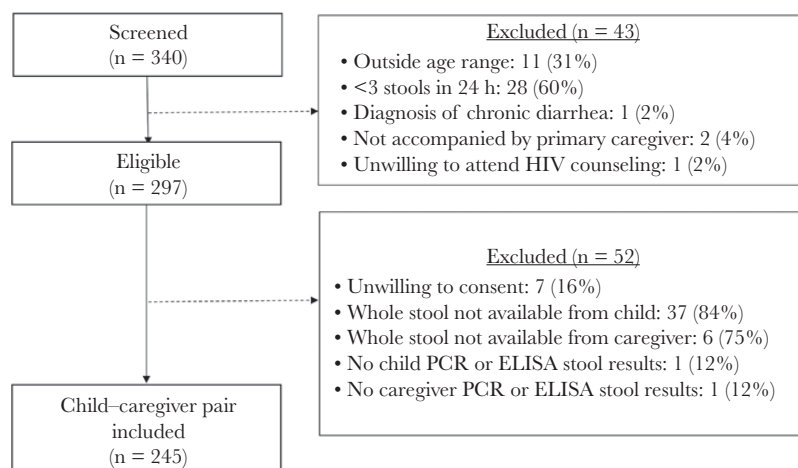 Screened
(n = 340)
Excluded (n = 43)
• Outside age range: 11 (31%)
• <3 stools in 24 h: 28 (60%)
• Diagnosis of chronic diarrhea: 1 (2%)
• Not accompanied by primary caregiver: 2 (4%)
• Unwilling to attend HIV counseling: 1 (2%)
Eligible
(n = 297)
Excluded (n = 52)
• Unwilling to consent: 7 (16%)
• Whole stool not available from child: 37 (84%)
• Whole stool not available from caregiver: 6 (75%)
• No child PCR or ELISA stool results: 1 (12%)
• No caregiver PCR or ELISA stool results: 1 (12%)
Child–caregiver pair
included
(n = 245)